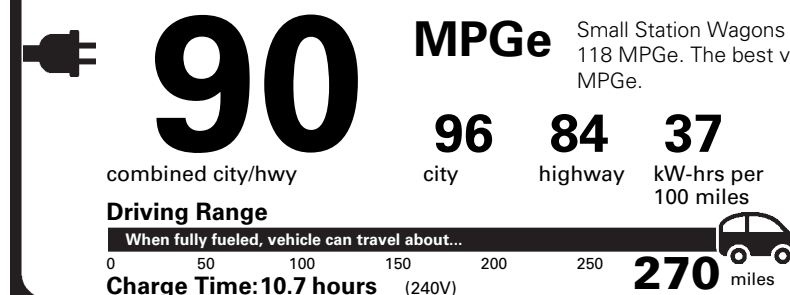 90
MPGe
Small Station Wagons
118 MPGe. The best
MPGe.
96
84
37
combined city/hwy
city
highway
kW-hrs per
100 miles
Driving Range
When fully fueled, vehicle can travel about...
0 50 100 150 200 250
270 miles
Charge Time: 10.7 hours (240V)